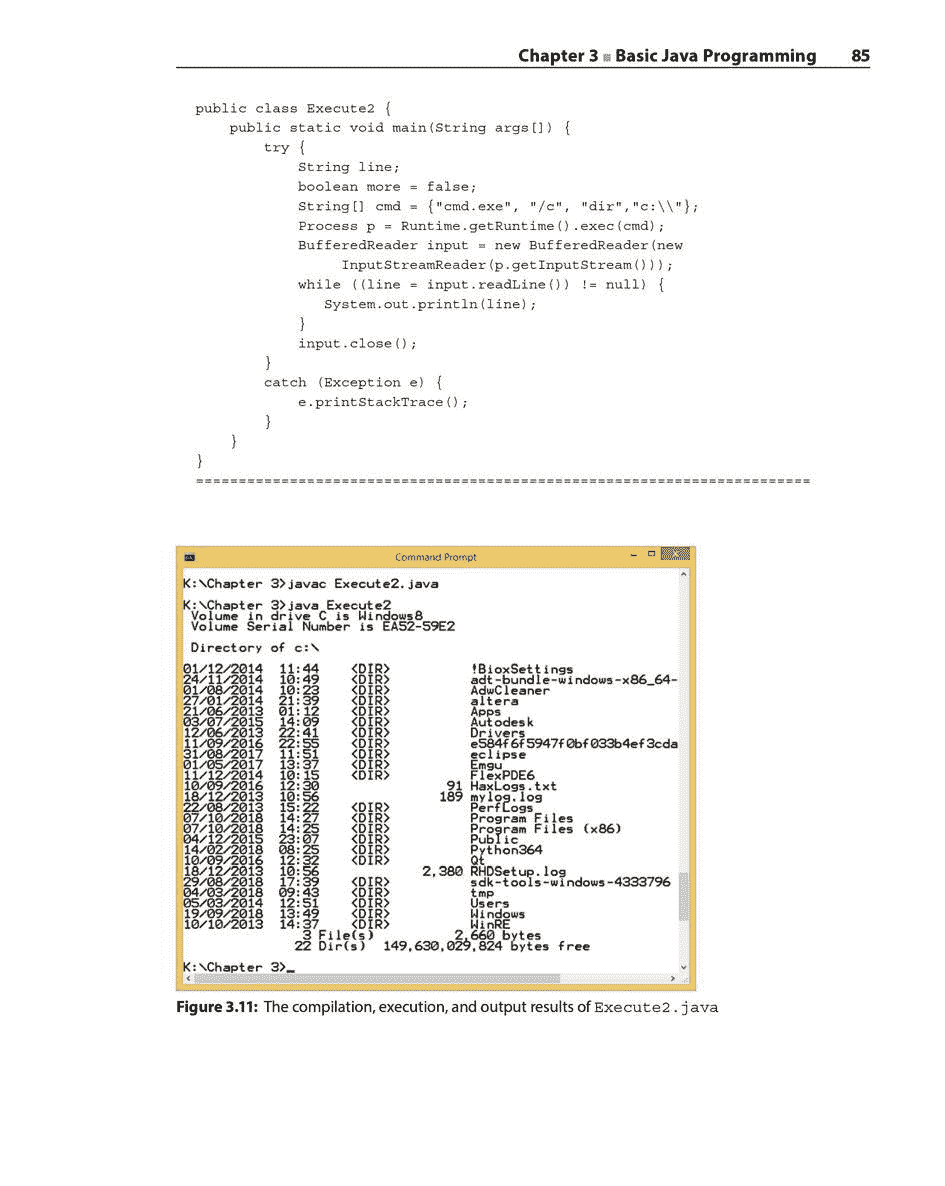 Chapter 3 ■ Basic Java Programming 85
public class Execute2 {
public static void main(String args[]) {
try {
String line;
boolean more = false;
String[] cmd = {"cmd.exe", "/c", "dir","c:\\"};
Process p = Runtime.getRuntime().exec(cmd);
BufferedReader input = new BufferedReader(new
InputStreamReader(p.getInputStream()));
while ((line = input.readLine()) != null) {
System.out.println(line);
}
input.close();
}
catch (Exception e) {
e.printStackTrace();
}
}
}
========================================================================
Command Prompt
K:\Chapter 3>javac Execute2.java
K:\Chapter 3>java Execute2
Volume in drive C is Windows8
Volume Serial Number is EA52-59E2
Directory of c:\
01/12/2014 11:44 <DIR> !BioxSettings
24/11/2014 10:49 <DIR> adt-bundle-windows-x86_64-
01/08/2014 10:23 <DIR> AdwCleaner
27/01/2014 21:39 <DIR> altera
21/06/2013 01:12 <DIR> Apps
03/07/2015 14:09 <DIR> Autodesk
12/06/2013 22:41 <DIR> Drivers
11/09/2016 22:55 <DIR> e584f6f5947f0bf033b4ef3cda
31/08/2017 11:51 <DIR> eclipse
01/05/2017 13:37 <DIR> Emgu
11/12/2014 10:15 <DIR> FlexPDE6
10/09/2016 12:30 91 HaxLogs.txt
18/12/2013 10:56 189 mylog.log
22/08/2013 15:22 <DIR> PerfLogs
07/10/2018 14:27 <DIR> Program Files
07/10/2018 14:25 <DIR> Program Files (x86)
04/12/2015 23:07 <DIR> Public
14/02/2018 08:25 <DIR> Python364
10/09/2016 12:32 <DIR> Qt
18/12/2013 10:56 2,380 RHDSetup.log
29/08/2018 17:39 <DIR> sdk-tools-windows-4333796
04/03/2018 09:43 <DIR> tmp
05/03/2014 12:51 <DIR> Users
19/09/2018 13:49 <DIR> Windows
10/10/2013 14:37 <DIR> WinRE
3 File(s) 2,660 bytes
22 Dir(s) 149,630,029,824 bytes free
K:\Chapter 3>_
Figure 3.11: The compilation, execution, and output results of Execute2.java